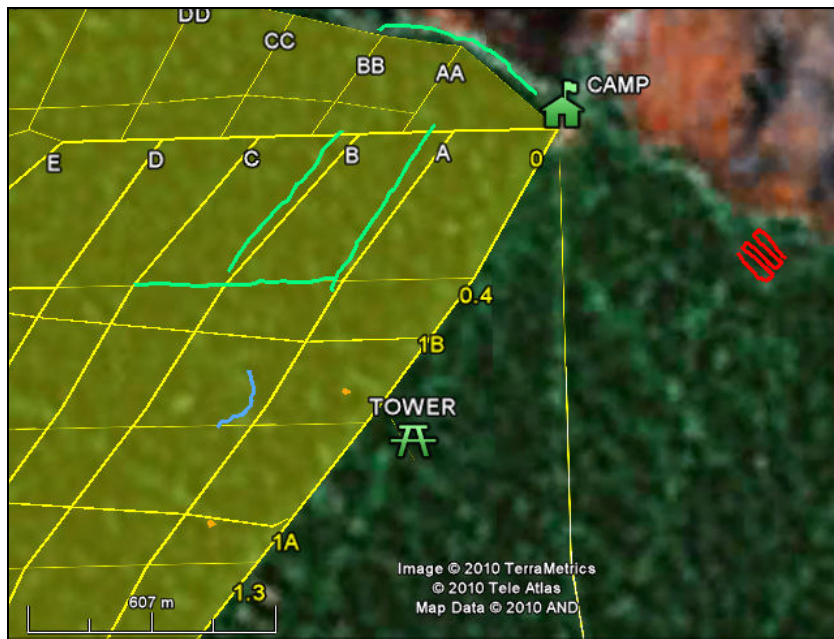 DD
CC
BB
AA
CAMP
E
D
C
B
A
0
0.4
1B
TOWER
1A
1.3
Image © 2010 TerraMetrics
© 2010 Tele Atlas
Map Data © 2010 AND
607 m